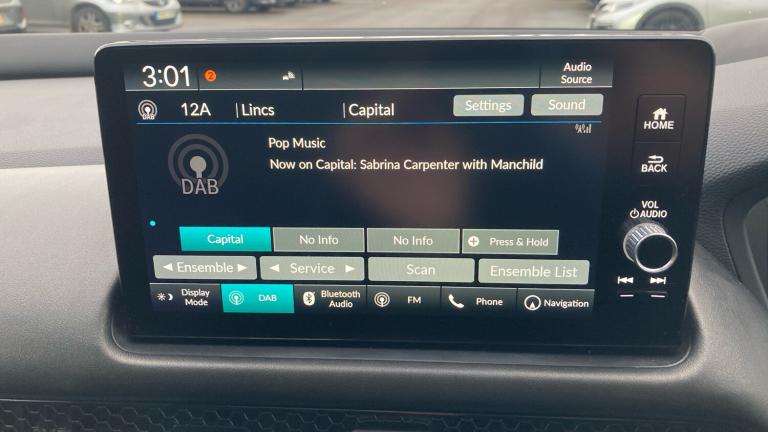 3:01
2
Audio
Source
DAB
12A
Lincs
Capital
Settings
Sound
DAB
Pop Music
Now on Capital: Sabrina Carpenter with Manchild
Capital
No Info
No Info
Press & Hold
Ensemble
Service
Scan
Ensemble List
Display
Mode
DAB
Bluetooth
Audio
FM
Phone
Navigation
HOME
BACK
VOL
AUDIO